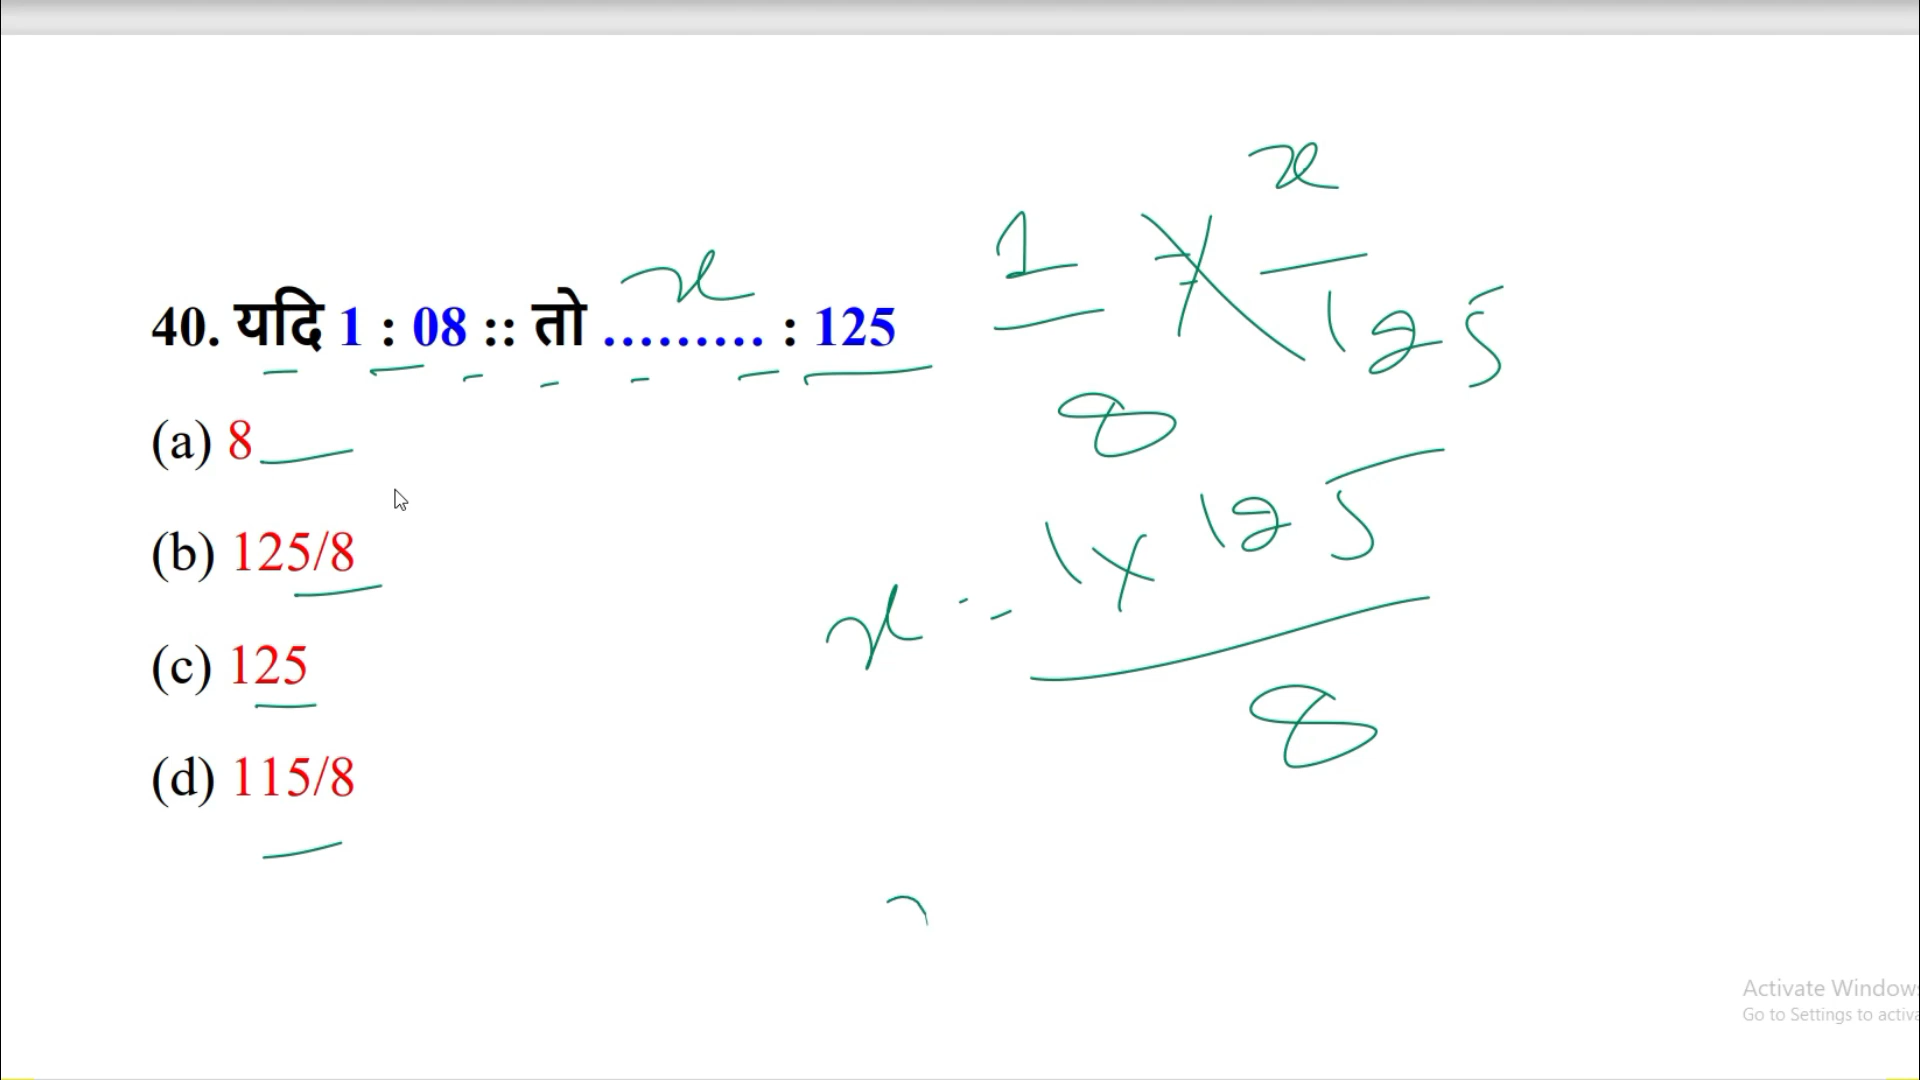 40. यदि 1 : 08 :: तो ......... : 125
x
(a) 8
(b) 125/8
(c) 125
(d) 115/8
1/8 = x/125
x = 1x125/8
Activate Windows
Go to Settings to activa